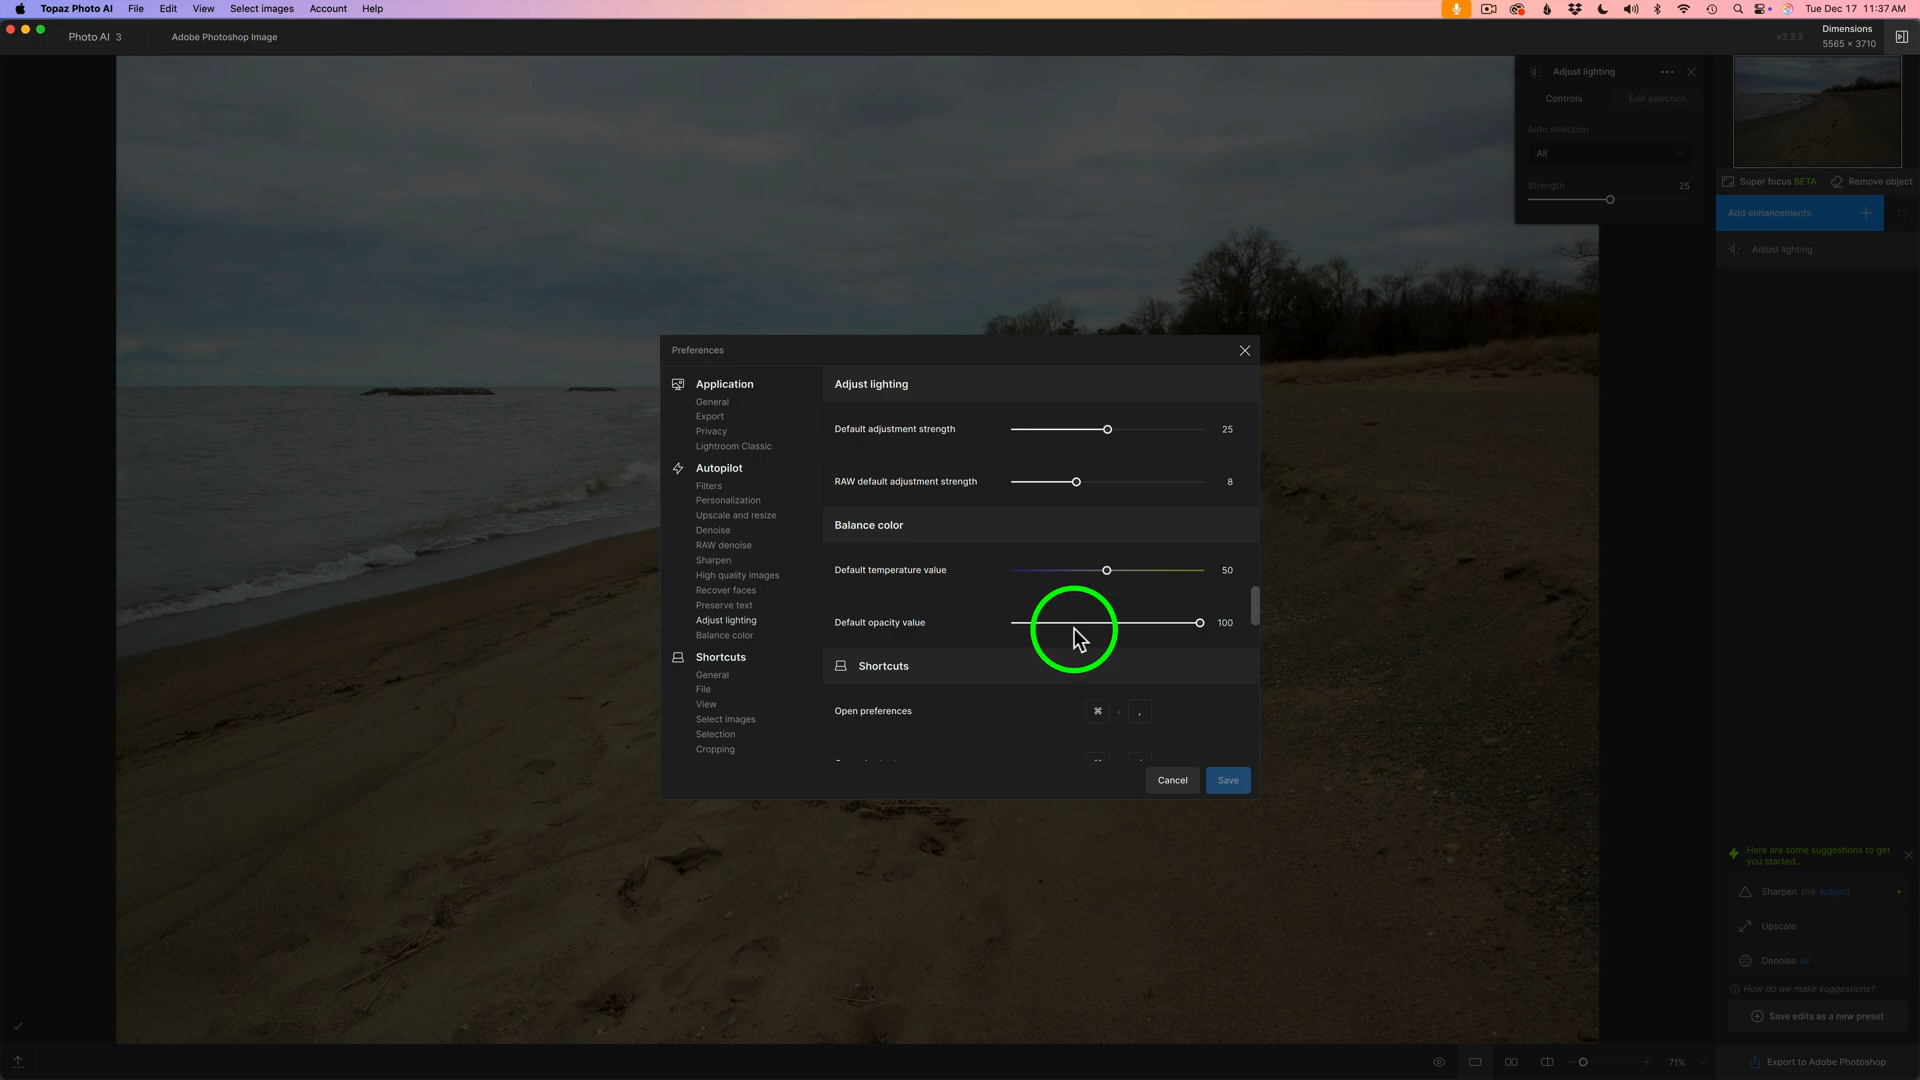 Topaz Photo AI File Edit View Select images Account Help
Tue Dec 17 11:37 AM
Photo AI 3
Adobe Photoshop Image
v3.3.3
Dimensions
5565 × 3710
Adjust lighting
Controls
Edit selection
Auto selection
All
Strength
25
Super focus BETA
Remove object
Add enhancements
Adjust lighting
Preferences
Application
General
Export
Privacy
Lightroom Classic
Autopilot
Filters
Personalization
Upscale and resize
Denoise
RAW denoise
Sharpen
High quality images
Recover faces
Preserve text
Adjust lighting
Balance color
Shortcuts
General
File
View
Select images
Selection
Cropping
Adjust lighting
Default adjustment strength
25
RAW default adjustment strength
8
Balance color
Default temperature value
50
Default opacity value
100
Shortcuts
Open preferences
⌘ + ,
Cancel
Save
Here are some suggestions to get
you started...
Sharpen the subject
Upscale
Denoise all
How do we make suggestions?
Save edits as a new preset
71%
Export to Adobe Photoshop